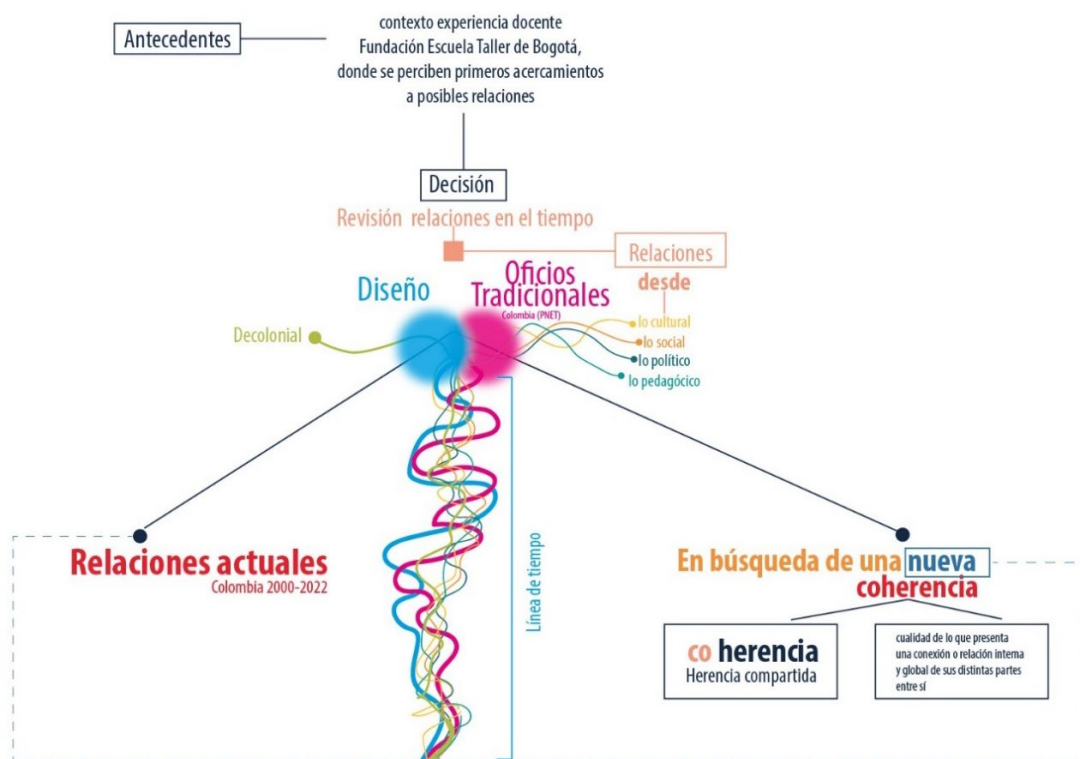 Antecedentes
contexto experiencia docente
Fundación Escuela Taller de Bogotá,
donde se perciben primeros acercamientos
a posibles relaciones
Decisión
Revisión relaciones en el tiempo
Relaciones
desde
Diseño
Oficios
Tradicionales
Colombia (PNET)
Decolonial
lo cultural
lo social
lo político
lo pedagócico
Línea de tiempo
Relaciones actuales
Colombia 2000-2022
En búsqueda de una nueva
coherencia
co herencia
Herencia compartida
cualidad de lo que presenta
una conexión o relación interna
y global de sus distintas partes
entre sí